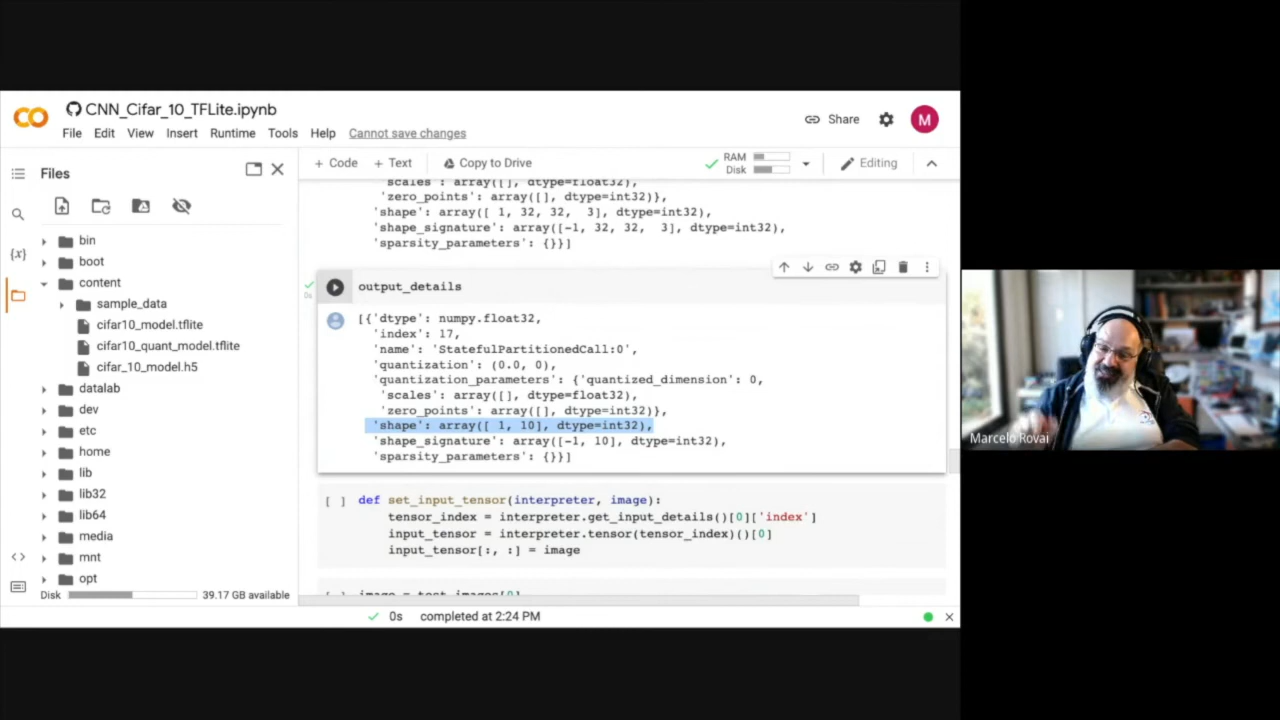 CNN_Cifar_10_TFLite.ipynb
File Edit View Insert Runtime Tools Help Cannot save changes
Share
M
Files
+ Code + Text Copy to Drive
RAM
Disk
Editing
bin
boot
content
sample_data
cifar10_model.tflite
cifar10_quant_model.tflite
cifar_10_model.h5
datalab
dev
etc
home
lib
lib32
lib64
media
mnt
opt
Disk 39.17 GB available
{x}
'scales': array([], dtype=float32),
'zero_points': array([], dtype=int32)},
'shape': array([ 1, 32, 32, 3], dtype=int32),
'shape_signature': array([-1, 32, 32, 3], dtype=int32),
'sparsity_parameters': {}}]
0s
output_details
[{'dtype': numpy.float32,
'index': 17,
'name': 'StatefulPartitionedCall:0',
'quantization': (0.0, 0),
'quantization_parameters': {'quantized_dimension': 0,
'scales': array([], dtype=float32),
'zero_points': array([], dtype=int32)},
'shape': array([ 1, 10], dtype=int32),
'shape_signature': array([-1, 10], dtype=int32),
'sparsity_parameters': {}}]
[ ] def set_input_tensor(interpreter, image):
tensor_index = interpreter.get_input_details()[0]['index']
input_tensor = interpreter.tensor(tensor_index)()[0]
input_tensor[:, :] = image
[ ] image = test_images[0]
0s completed at 2:24 PM
Marcelo Rovai